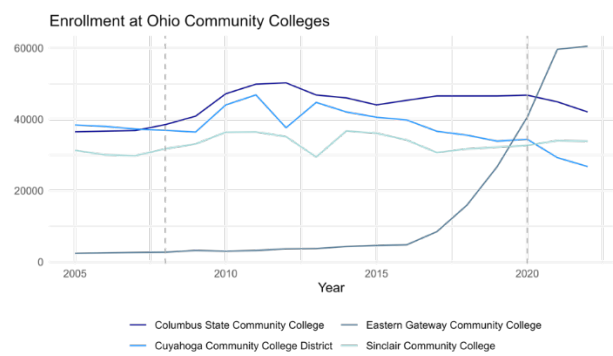 Enrollment at Ohio Community Colleges
60000
40000
20000
0
2005 2010 2015 2020
Year
Columbus State Community College Eastern Gateway Community College
Cuyahoga Community College District Sinclair Community College